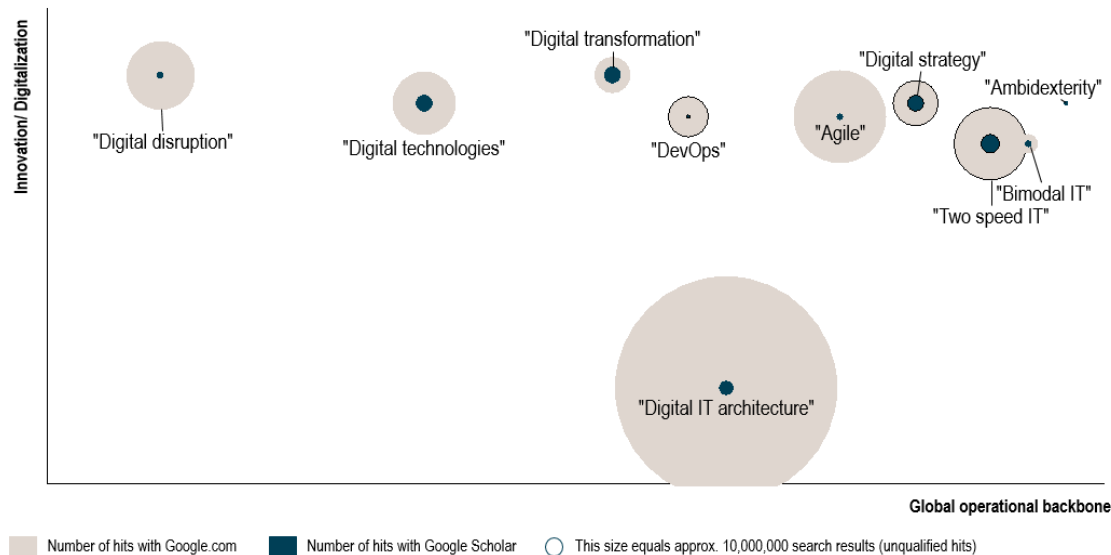 Innovation/ Digitalization
"Digital transformation"
"Digital strategy"
"Ambidexterity"
"Digital disruption"
"Digital technologies"
"DevOps"
"Agile"
"Bimodal IT"
"Two speed IT"
"Digital IT architecture"
Global operational backbone
Number of hits with Google.com
Number of hits with Google Scholar
This size equals approx. 10,000,000 search results (unqualified hits)